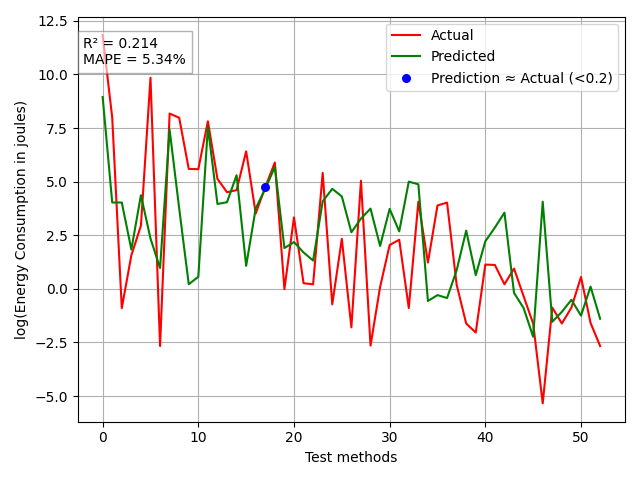 12.5
10.0
7.5
5.0
2.5
0.0
−2.5
−5.0
log(Energy Consumption in joules)
R² = 0.214
MAPE = 5.34%
Actual
Predicted
Prediction ≈ Actual (<0.2)
0 10 20 30 40 50
Test methods